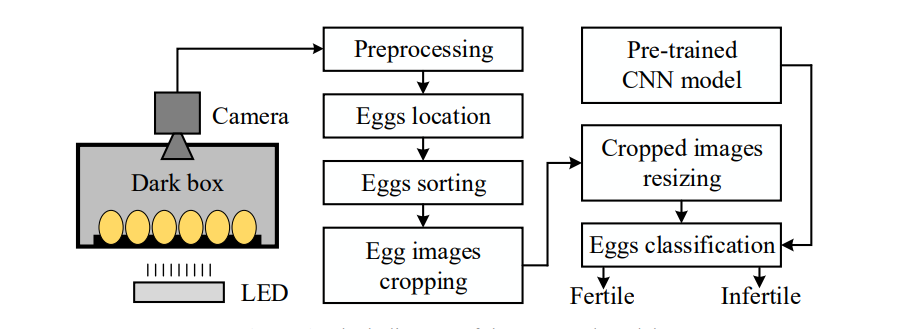 Camera
Dark box
LED
Preprocessing
Eggs location
Eggs sorting
Egg images
cropping
Pre-trained
CNN model
Cropped images
resizing
Eggs classification
Fertile
Infertile